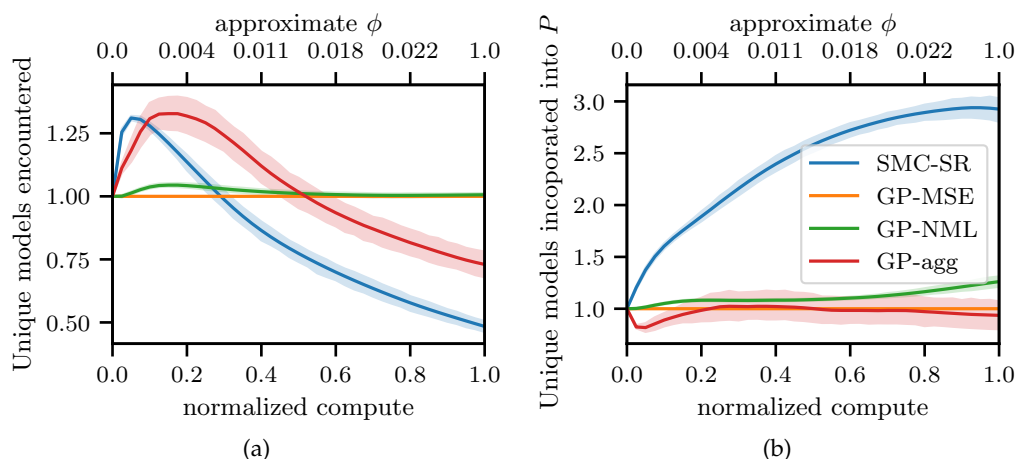 approximate ϕ
0.0 0.004 0.011 0.018 0.022 1.0
Unique models encountered
1.25
1.00
0.75
0.50
0.0 0.2 0.4 0.6 0.8 1.0
normalized compute
(a)
approximate ϕ
0.0 0.004 0.011 0.018 0.022 1.0
Unique models incoporated into P
3.0
2.5
2.0
1.5
1.0
SMC-SR
GP-MSE
GP-NML
GP-agg
0.0 0.2 0.4 0.6 0.8 1.0
normalized compute
(b)